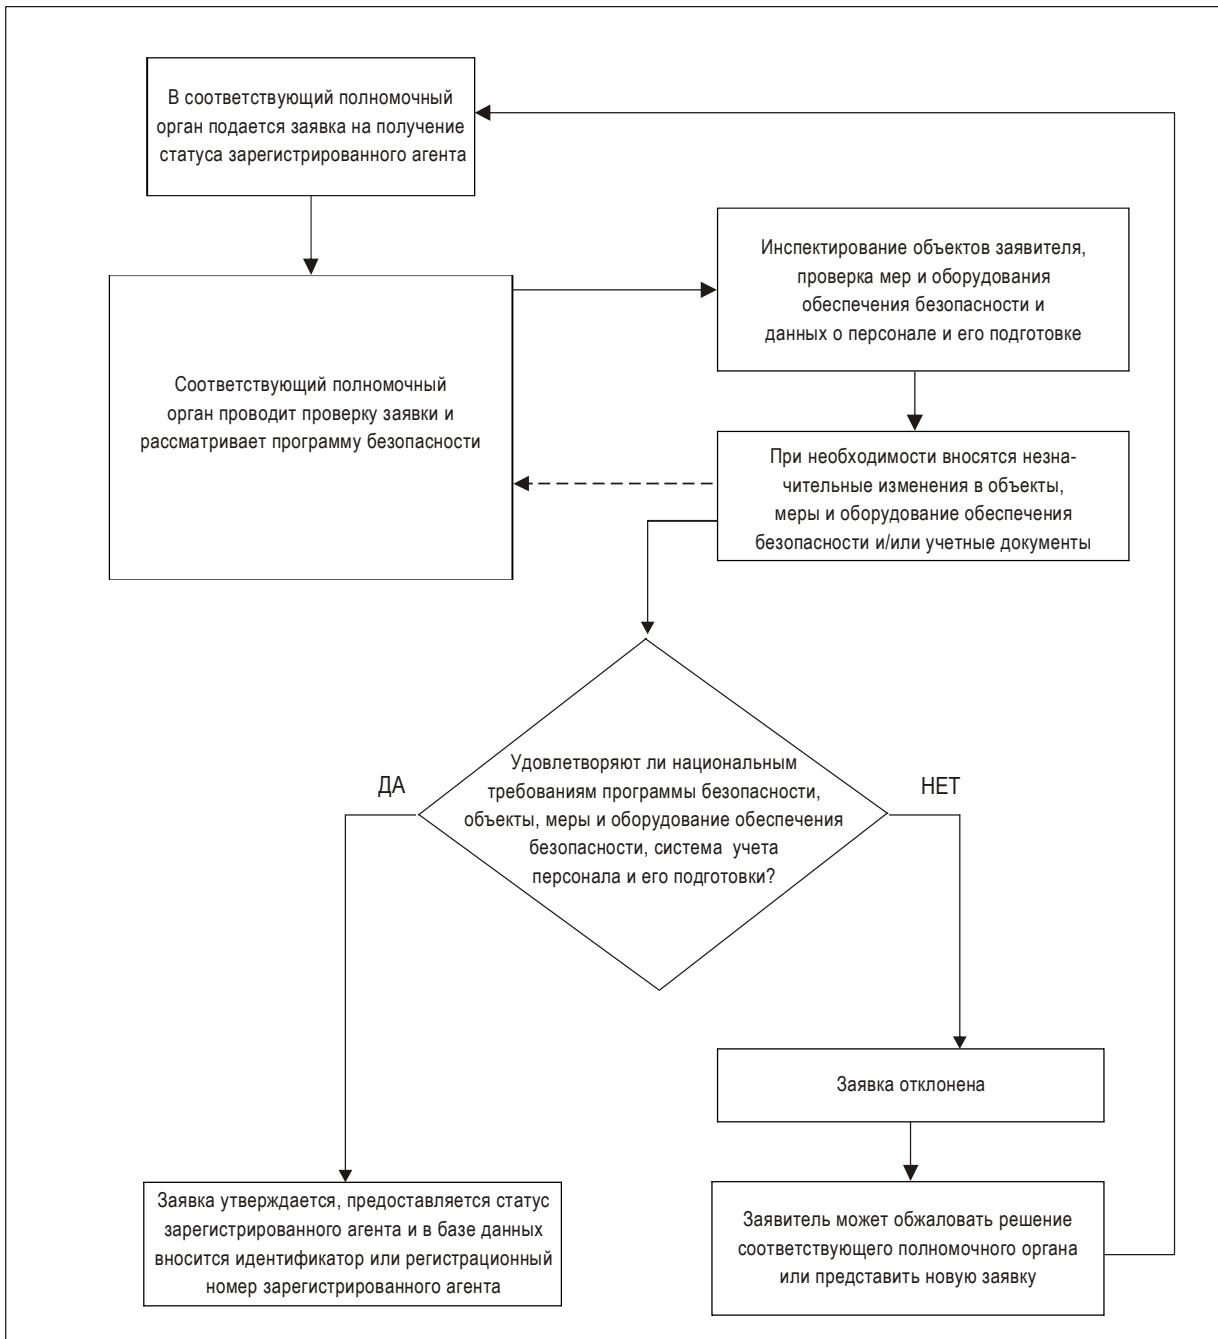 В соответствующий полномочный
орган подается заявка на получение
статуса зарегистрированного агента
Инспектирование объектов заявителя,
проверка мер и оборудования
обеспечения безопасности и
данных о персонале и его подготовке
Соответствующий полномочный
орган проводит проверку заявки и
рассматривает программу безопасности
При необходимости вносятся незна-
чительные изменения в объекты,
меры и оборудование обеспечения
безопасности и/или учетные документы
Удовлетворяют ли национальным
требованиям программы безопасности,
объекты, меры и оборудование обеспечения
безопасности, система учета
персонала и его подготовки?
ДА
НЕТ
Заявка отклонена
Заявка утверждается, предоставляется статус
зарегистрированного агента и в базе данных
вносится идентификатор или регистрационный
номер зарегистрированного агента
Заявитель может обжаловать решение
соответствующего полномочного органа
или представить новую заявку